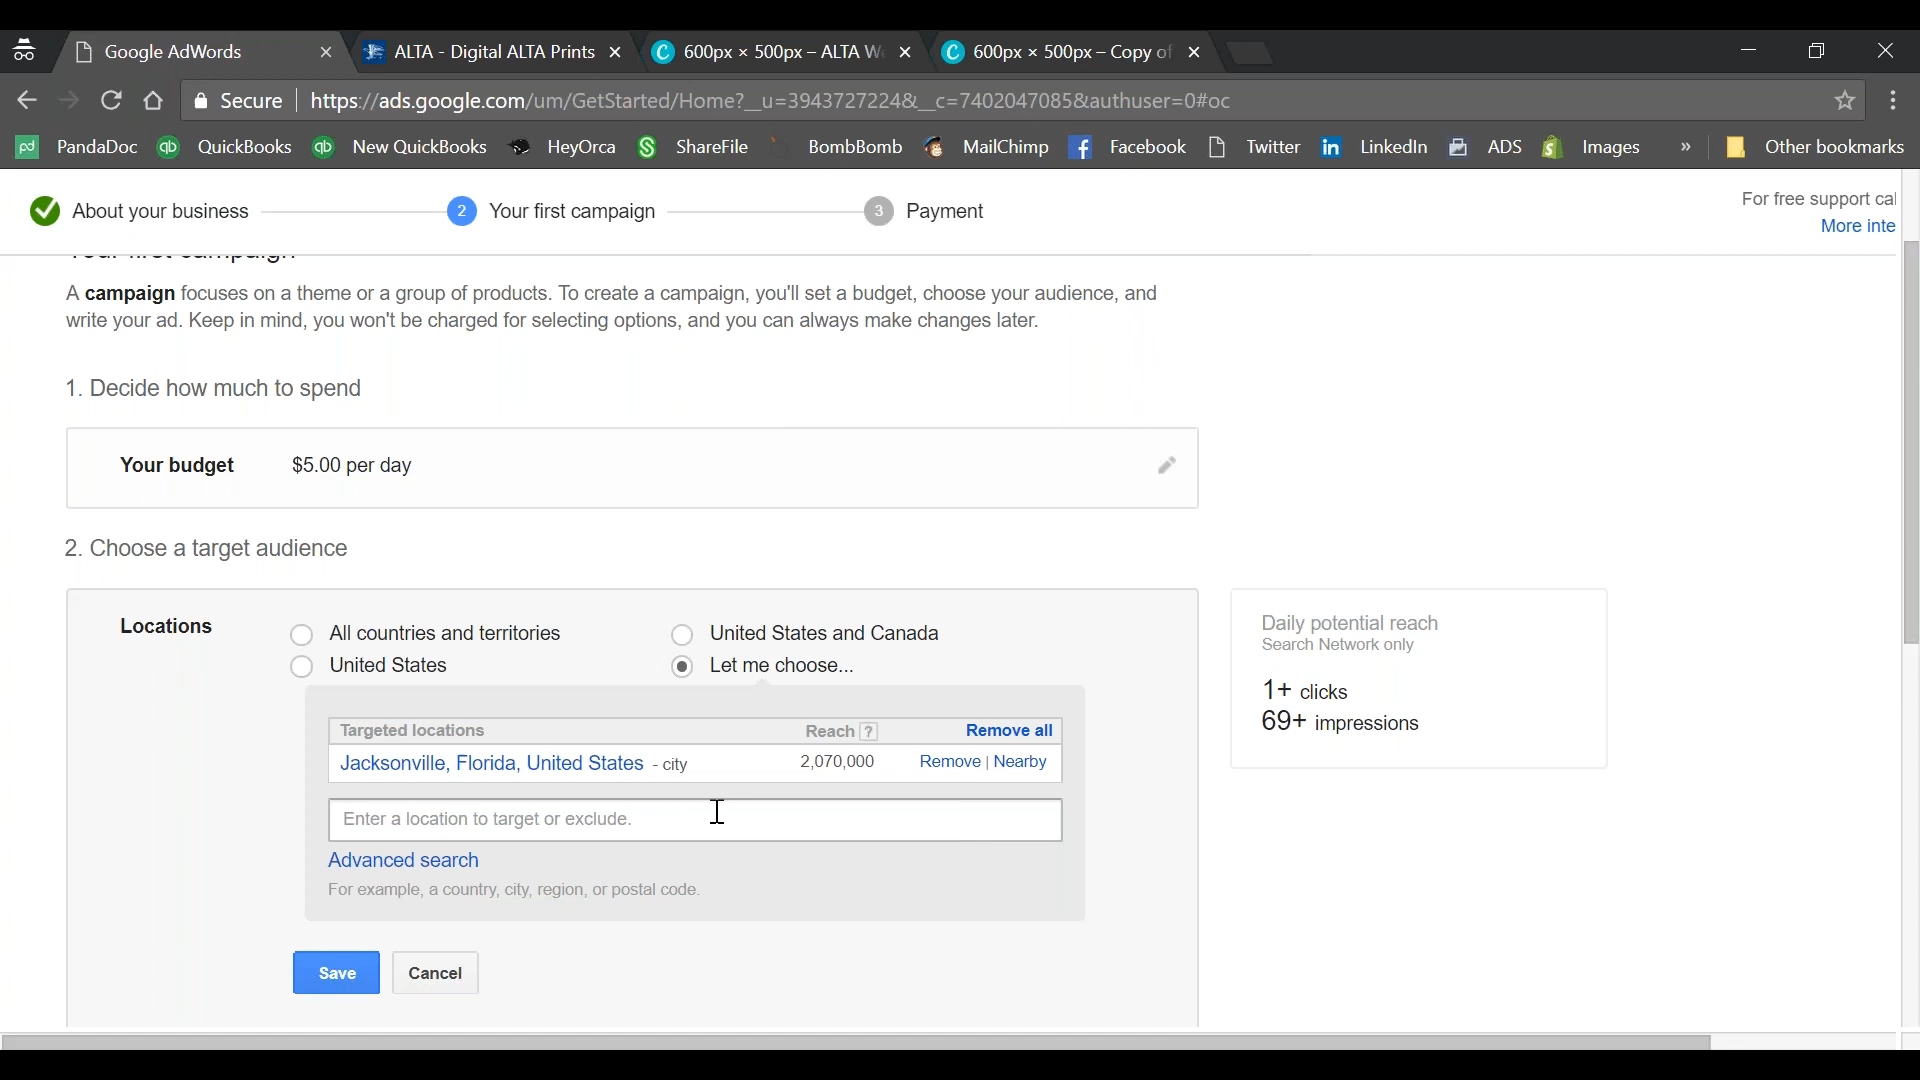 Google AdWords
ALTA - Digital ALTA Prints
600px × 500px – ALTA We
600px × 500px – Copy of
Secure
https://ads.google.com/um/GetStarted/Home?__u=3943727224&__c=7402047085&authuser=0#oc
pd PandaDoc qb QuickBooks qb New QuickBooks HeyOrca ShareFile BombBomb MailChimp Facebook Twitter LinkedIn ADS Images » Other bookmarks
About your business
2 Your first campaign
3 Payment
For free support cal
More inte
Your first campaign
A campaign focuses on a theme or a group of products. To create a campaign, you'll set a budget, choose your audience, and
write your ad. Keep in mind, you won't be charged for selecting options, and you can always make changes later.
1. Decide how much to spend
Your budget $5.00 per day
2. Choose a target audience
Locations
All countries and territories
United States and Canada
United States
Let me choose...
Targeted locations Reach ? Remove all
Jacksonville, Florida, United States - city 2,070,000 Remove | Nearby
Enter a location to target or exclude.
Advanced search
For example, a country, city, region, or postal code.
Save Cancel
Daily potential reach
Search Network only
1+ clicks
69+ impressions